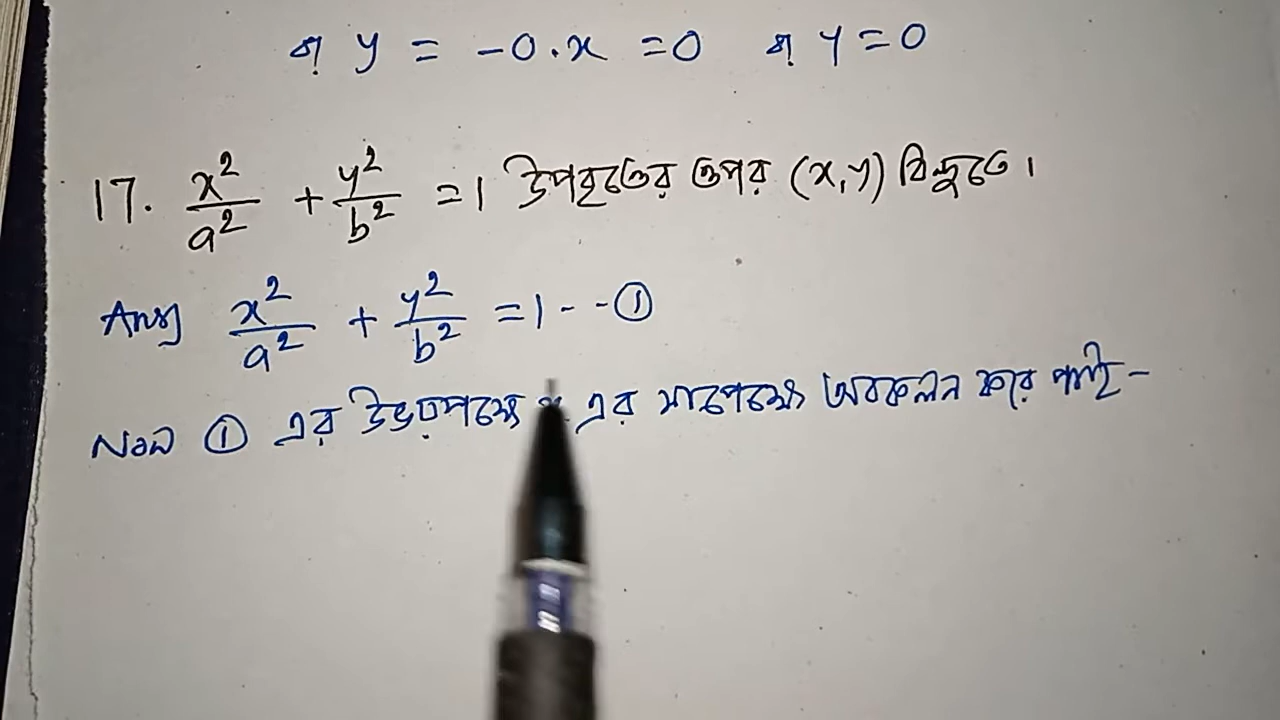 বা y = -0.x = 0 বা y = 0
17. x²/a² + y²/b² = 1 উপবৃত্তের ওপর (x,y) বিন্দুতে।
Ans x²/a² + y²/b² = 1 - - ①
Now ① এর উভয়পক্ষে এর সাপেক্ষে অবকলন করে পাই -